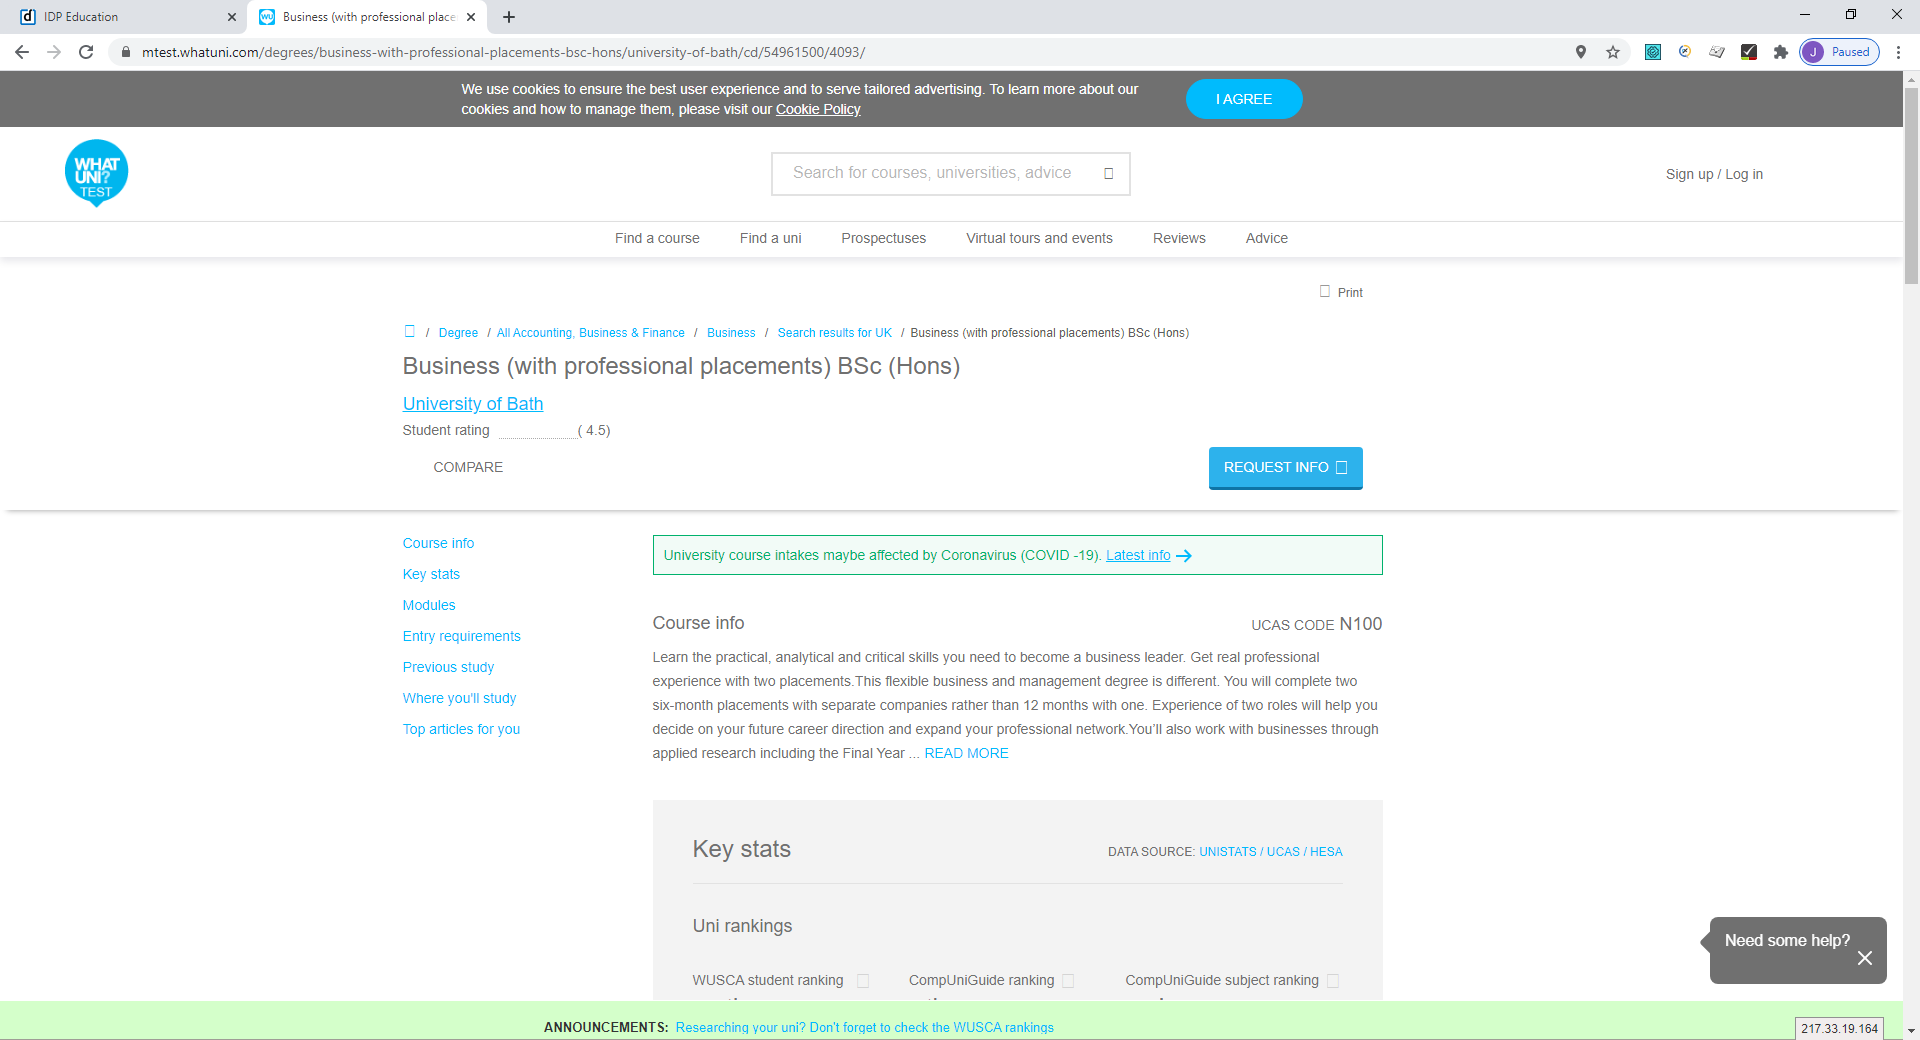 IDP Education
Business (with professional place
mtest.whatuni.com/degrees/business-with-professional-placements-bsc-hons/university-of-bath/cd/54961500/4093/
J Paused
We use cookies to ensure the best user experience and to serve tailored advertising. To learn more about our
cookies and how to manage them, please visit our Cookie Policy
I AGREE
WHAT
UNI?
TEST
Search for courses, universities, advice
Sign up / Log in
Find a course Find a uni Prospectuses Virtual tours and events Reviews Advice
Print
/ Degree / All Accounting, Business & Finance / Business / Search results for UK / Business (with professional placements) BSc (Hons)
Business (with professional placements) BSc (Hons)
University of Bath
Student rating ( 4.5)
COMPARE
REQUEST INFO
Course info
Key stats
Modules
Entry requirements
Previous study
Where you'll study
Top articles for you
University course intakes maybe affected by Coronavirus (COVID -19). Latest info
Course info
UCAS CODE N100
Learn the practical, analytical and critical skills you need to become a business leader. Get real professional
experience with two placements.This flexible business and management degree is different. You will complete two
six-month placements with separate companies rather than 12 months with one. Experience of two roles will help you
decide on your future career direction and expand your professional network.You’ll also work with businesses through
applied research including the Final Year ... READ MORE
Key stats
DATA SOURCE: UNISTATS / UCAS / HESA
Uni rankings
WUSCA student ranking CompUniGuide ranking CompUniGuide subject ranking
Need some help?
ANNOUNCEMENTS: Researching your uni? Don't forget to check the WUSCA rankings
217.33.19.164